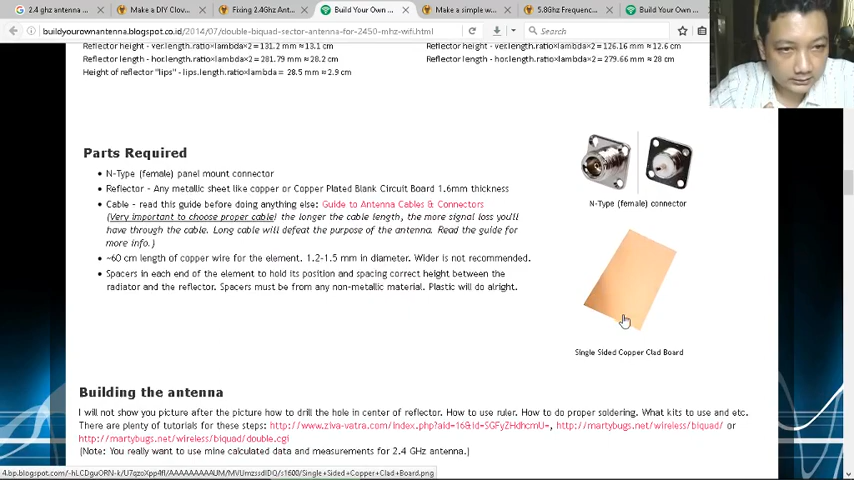 2.4 ghz antenna
Make a DIY Clov...
Fixing 2.4Ghz Ant...
Build Your Own ...
Make a simple w...
5.8Ghz Frequenc...
Build Your Own ...
buildyourownantenna.blogspot.co.id/2014/07/double-biquad-sector-antenna-for-2450-mhz-wifi.html
Search
Reflector height - ver.length.ratio×lambda×2 = 131.2 mm ≈ 13.1 cm
Reflector length - hor.length.ratio×lambda×2 = 281.79 mm ≈ 28.2 cm
Height of reflector "lips" - lips.length.ratio×lambda = 28.5 mm ≈ 2.9 cm
Reflector height - ver.length.ratio×lambda×2 = 126.16 mm ≈ 12.6 cm
Reflector length - hor.length.ratio×lambda×2 = 279.66 mm ≈ 28 cm
Parts Required
• N-Type (female) panel mount connector
• Reflector - Any metallic sheet like copper or Copper Plated Blank Circuit Board 1.6mm thickness
• Cable - read this guide before doing anything else: Guide to Antenna Cables & Connectors
(Very important to choose proper cable! the longer the cable length, the more signal loss you'll
have through the cable. Long cable will defeat the purpose of the antenna. Read the guide for
more info.)
• ~60 cm length of copper wire for the element. 1.2-1.5 mm in diameter. Wider is not recommended.
• Spacers in each end of the element to hold its position and spacing correct height between the
radiator and the reflector. Spacers must be from any non-metallic material. Plastic will do alright.
N-Type (female) connector
Single Sided Copper Clad Board
Building the antenna
I will not show you picture after the picture how to drill the hole in center of reflector. How to use ruler. How to do proper soldering. What kits to use and etc.
There are plenty of tutorials for these steps: http://www.ziva-vatra.com/index.php?aid=16&id=SGFyZHdhcmU=, http://martybugs.net/wireless/biquad/ or
http://martybugs.net/wireless/biquad/double.cgi
(Note: You really want to use mine calculated data and measurements for 2.4 GHz antenna.)